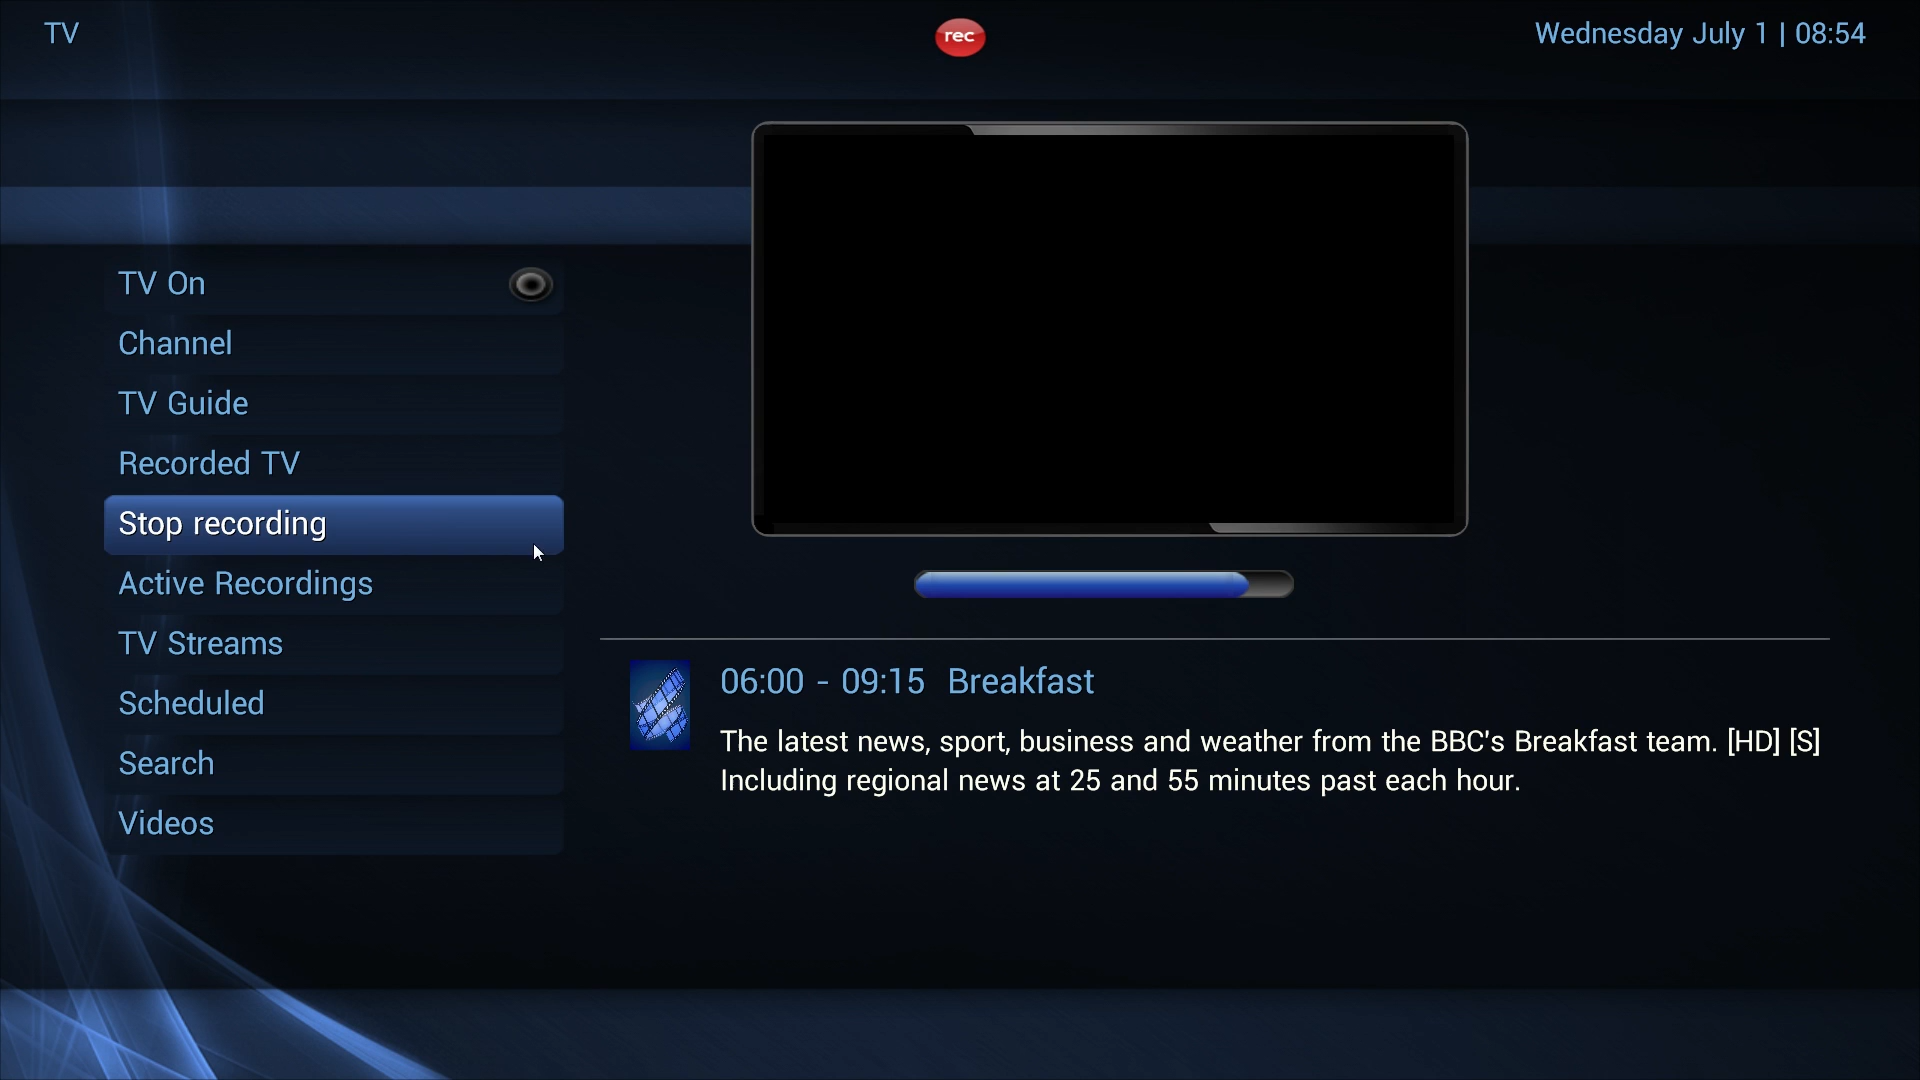 TV
rec
Wednesday July 1 | 08:54
TV On
Channel
TV Guide
Recorded TV
Stop recording
Active Recordings
TV Streams
Scheduled
Search
Videos
06:00 - 09:15 Breakfast
The latest news, sport, business and weather from the BBC's Breakfast team. [HD] [S]
Including regional news at 25 and 55 minutes past each hour.